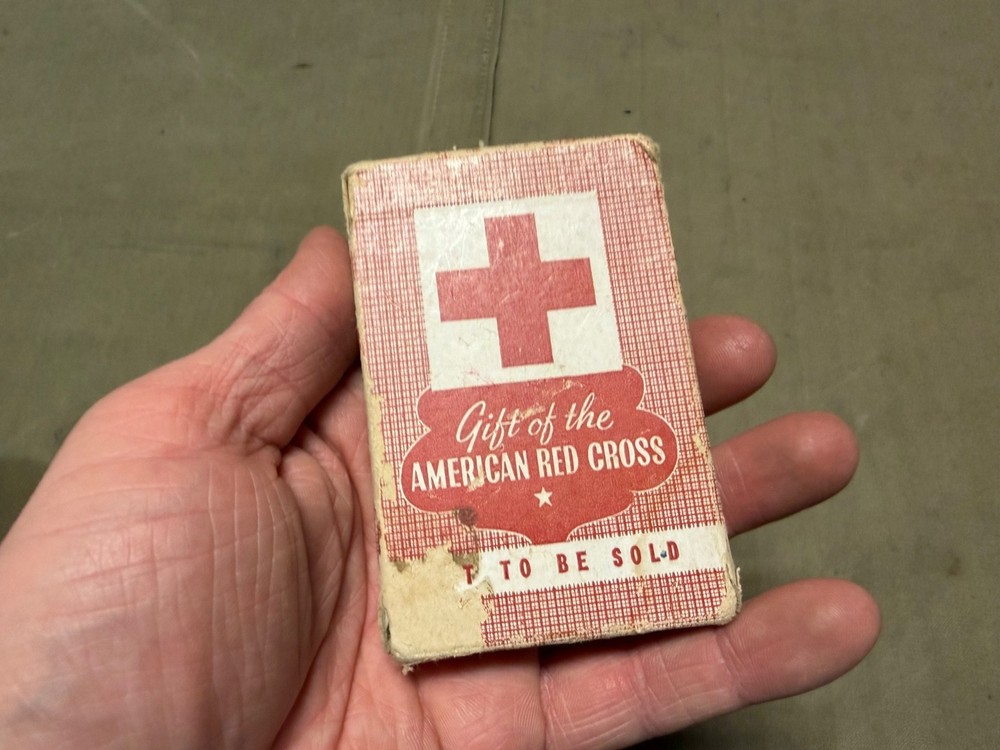 Gift of the
AMERICAN RED CROSS
T TO BE SOLD